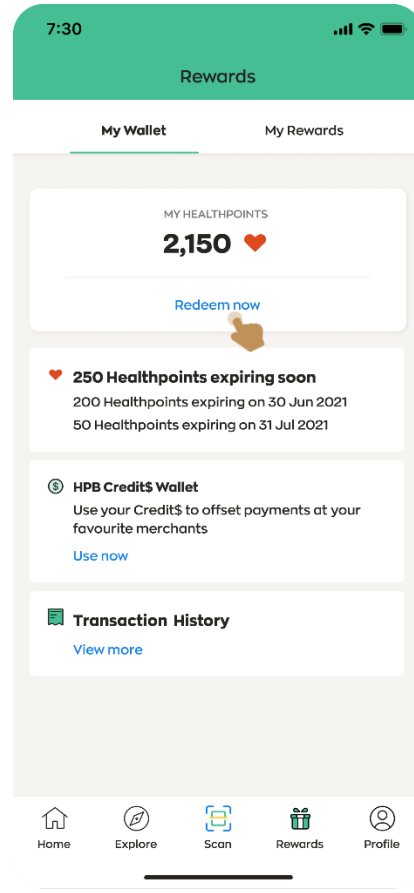 7:30
Rewards
My Wallet
My Rewards
MY HEALTHPOINTS
2,150
Redeem now
250 Healthpoints expiring soon
200 Healthpoints expiring on 30 Jun 2021
50 Healthpoints expiring on 31 Jul 2021
$ HPB Credit$ Wallet
Use your Credit$ to offset payments at your
favourite merchants
Use now
Transaction History
View more
Home
Explore
Scan
Rewards
Profile